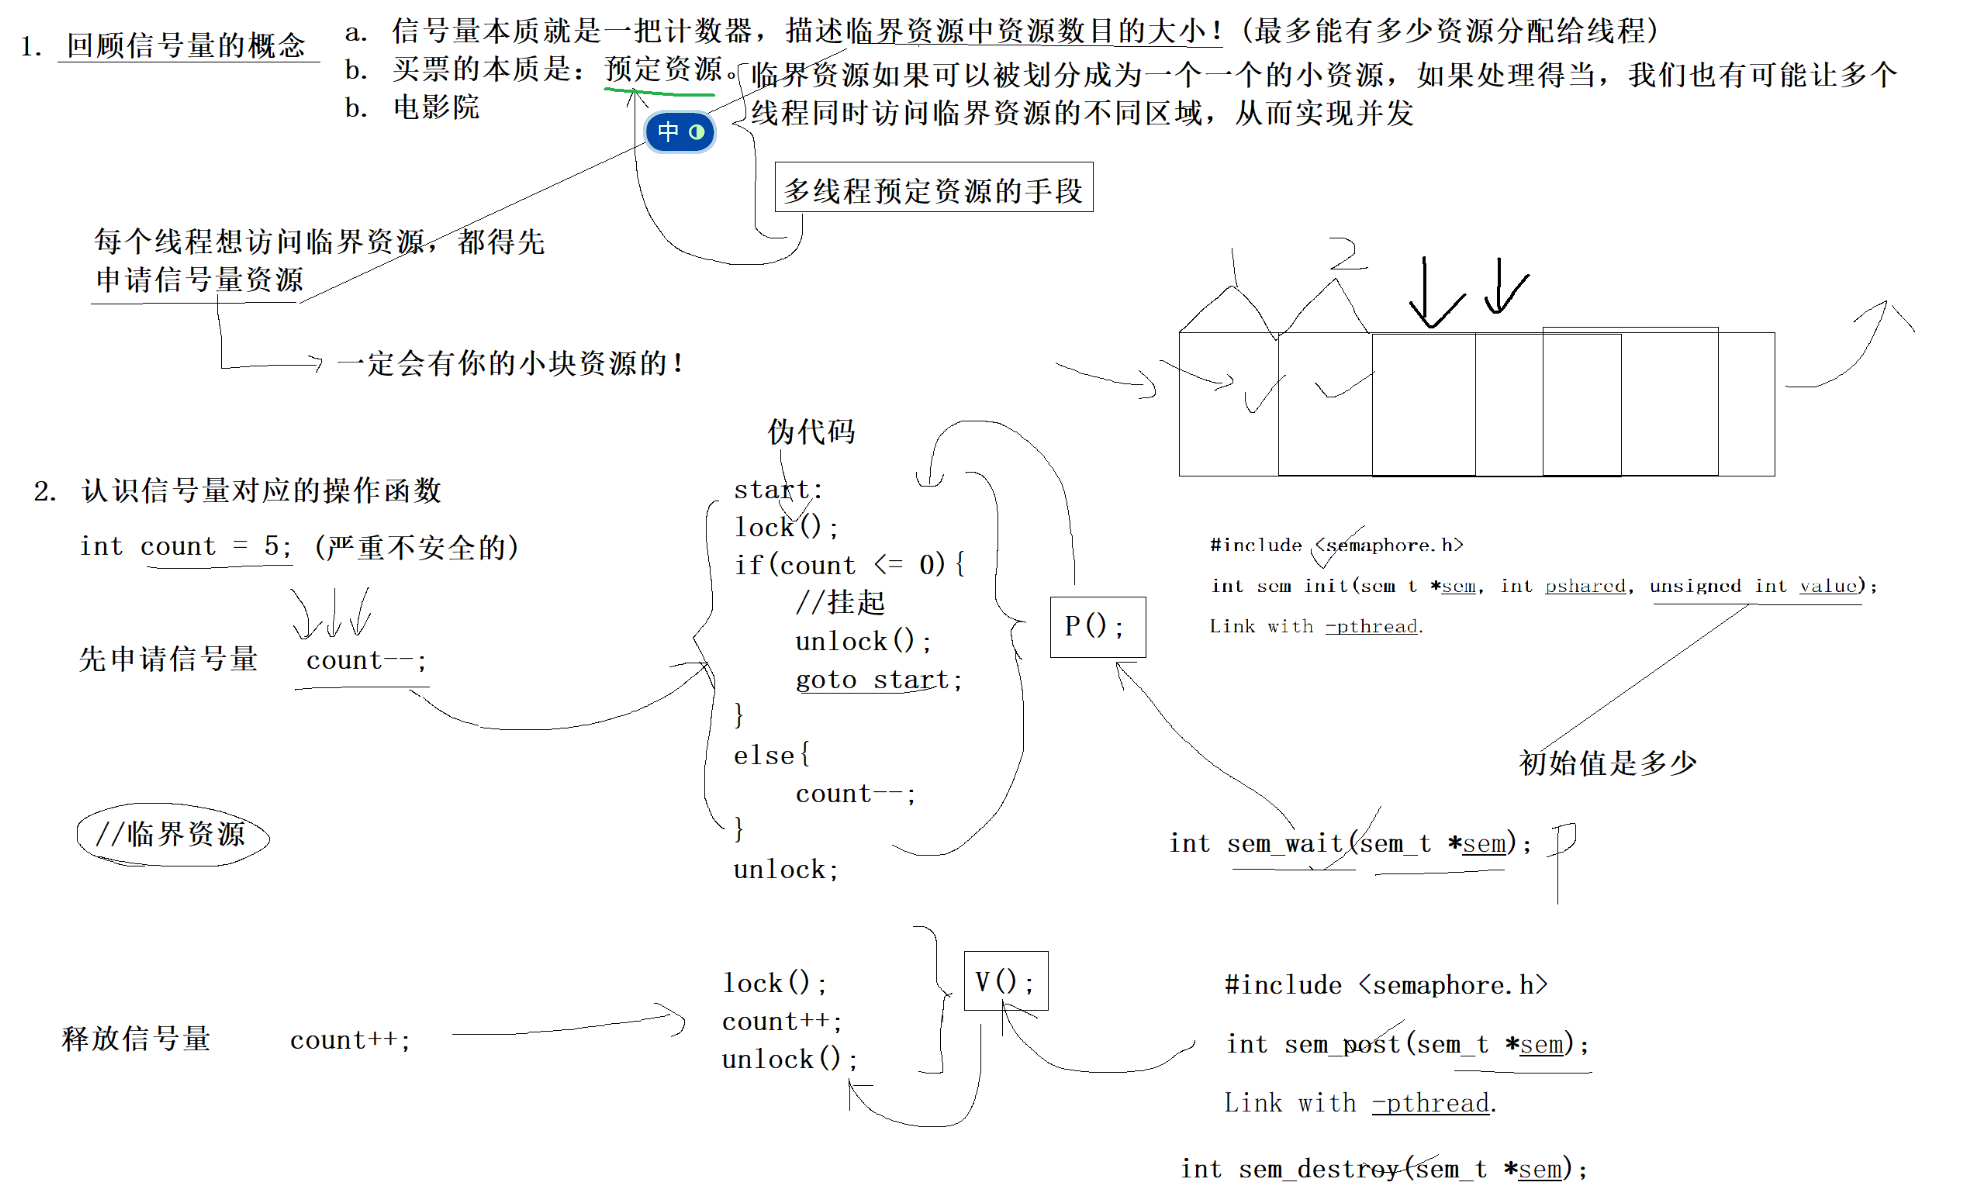 1. 回顾信号量的概念
a. 信号量本质就是一把计数器，描述临界资源中资源数目的大小！(最多能有多少资源分配给线程)
b. 买票的本质是：预定资源。
b. 电影院
临界资源如果可以被划分成为一个一个的小资源，如果处理得当，我们也有可能让多个
线程同时访问临界资源的不同区域，从而实现并发
中
多线程预定资源的手段
每个线程想访问临界资源，都得先
申请信号量资源
一定会有你的小块资源的！
1 2
2. 认识信号量对应的操作函数
int count = 5; (严重不安全的)
先申请信号量 count--;
//临界资源
释放信号量 count++;
伪代码
start:
lock();
if(count <= 0){
//挂起
unlock();
goto start;
}
else{
count--;
}
unlock;
P();
lock();
count++;
unlock();
V();
#include <semaphore.h>
int sem init(sem t *sem, int pshared, unsigned int value);
Link with -pthread.
初始值是多少
int sem_wait(sem_t *sem); P
#include <semaphore.h>
int sem_post(sem_t *sem);
Link with -pthread.
int sem_destroy(sem_t *sem);